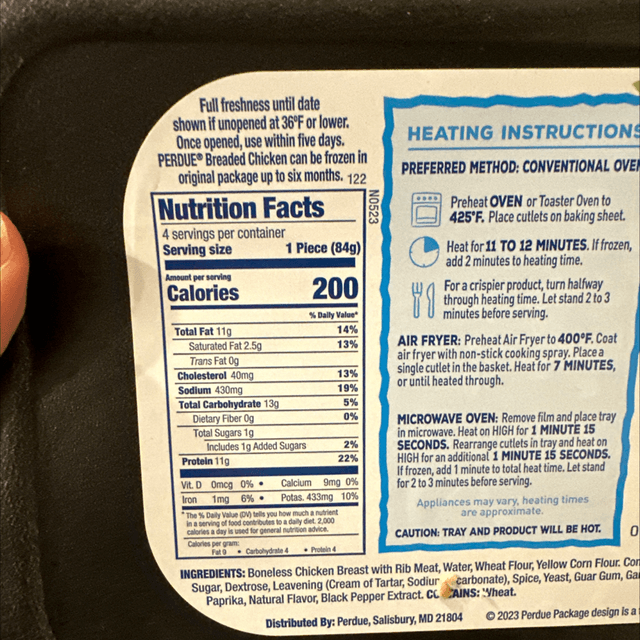 Full freshness until date
shown if unopened at 36°F or lower.
Once opened, use within five days.
PERDUE® Breaded Chicken can be frozen in
original package up to six months. 122
N0523
Nutrition Facts
4 servings per container
Serving size 1 Piece (84g)
Amount per serving
Calories 200
% Daily Value*
Total Fat 11g 14%
Saturated Fat 2.5g 13%
Trans Fat 0g
Cholesterol 40mg 13%
Sodium 430mg 19%
Total Carbohydrate 13g 5%
Dietary Fiber 0g 0%
Total Sugars 1g
Includes 1g Added Sugars 2%
Protein 11g 22%
Vit. D 0mcg 0% • Calcium 9mg 0%
Iron 1mg 6% • Potas. 433mg 10%
* The % Daily Value (DV) tells you how much a nutrient
in a serving of food contributes to a daily diet. 2,000
calories a day is used for general nutrition advice.
Calories per gram:
Fat 9 • Carbohydrate 4 • Protein 4
HEATING INSTRUCTIONS
PREFERRED METHOD: CONVENTIONAL OVEN
Preheat OVEN or Toaster Oven to
425°F. Place cutlets on baking sheet.
Heat for 11 TO 12 MINUTES. If frozen,
add 2 minutes to heating time.
For a crispier product, turn halfway
through heating time. Let stand 2 to 3
minutes before serving.
AIR FRYER: Preheat Air Fryer to 400°F. Coat
air fryer with non-stick cooking spray. Place a
single cutlet in the basket. Heat for 7 MINUTES,
or until heated through.
MICROWAVE OVEN: Remove film and place tray
in microwave. Heat on HIGH for 1 MINUTE 15
SECONDS. Rearrange cutlets in tray and heat on
HIGH for an additional 1 MINUTE 15 SECONDS.
If frozen, add 1 minute to total heat time. Let stand
for 2 to 3 minutes before serving.
Appliances may vary, heating times
are approximate.
CAUTION: TRAY AND PRODUCT WILL BE HOT.
INGREDIENTS: Boneless Chicken Breast with Rib Meat, Water, Wheat Flour, Yellow Corn Flour,
Sugar, Dextrose, Leavening (Cream of Tartar, carbonate), Spice, Yeast, Guar Gum,
Paprika, Natural Flavor, Black Pepper Extract. Wheat.
Distributed By: Perdue, Salisbury, MD 21804 © 2023 Perdue Package design is a